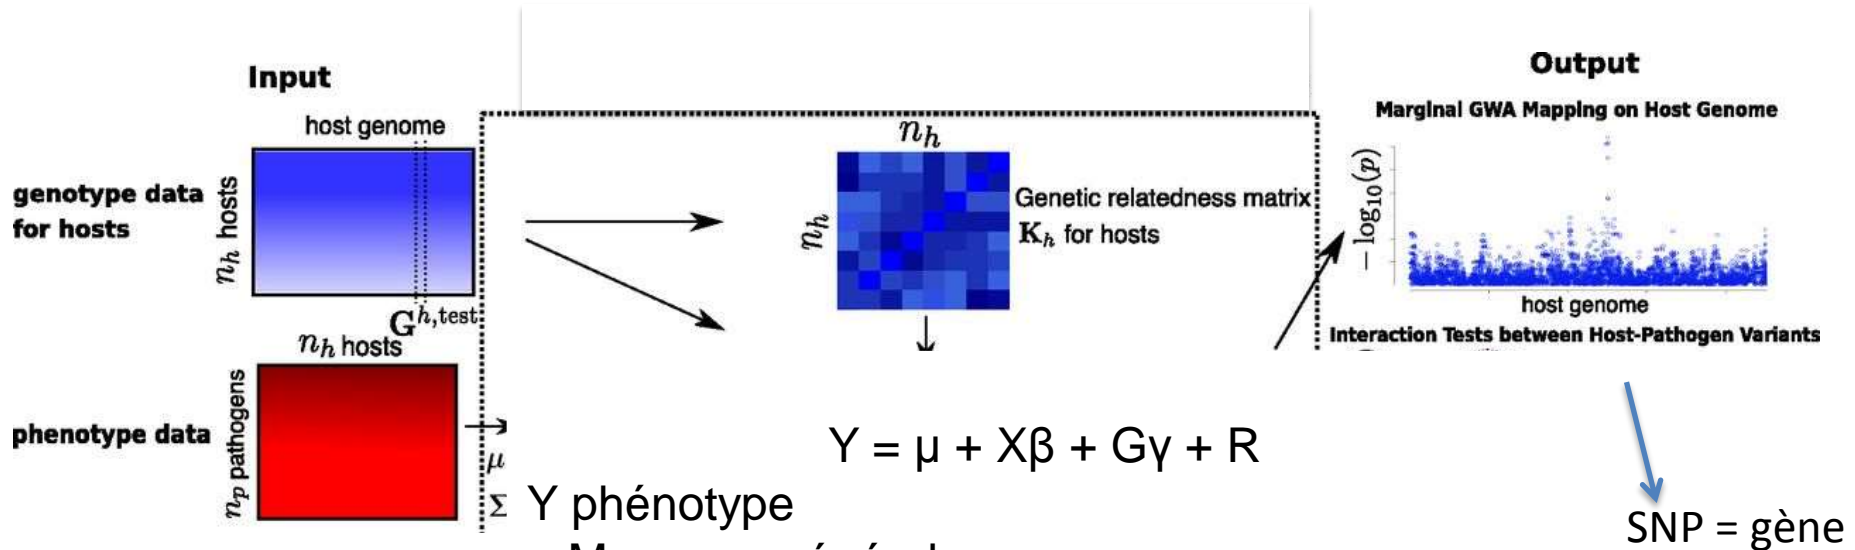 Input
host genome
genotype data
for hosts
n_h hosts
G^{h,test}
n_h hosts
n_p pathogens
phenotype data
μ
Σ
n_h
n_h
Genetic relatedness matrix
K_h for hosts
Y = μ + Xβ + Gγ + R
Y phénotype
Output
Marginal GWA Mapping on Host Genome
− log₁₀(p)
host genome
Interaction Tests between Host-Pathogen Variants
SNP = gène